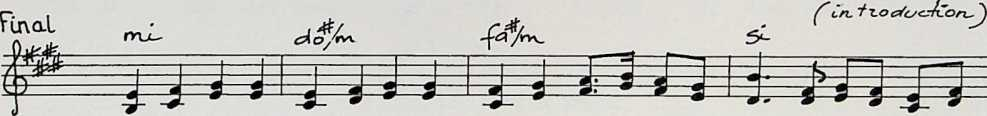 Final (introduction)
mi do#/m fa#/m si